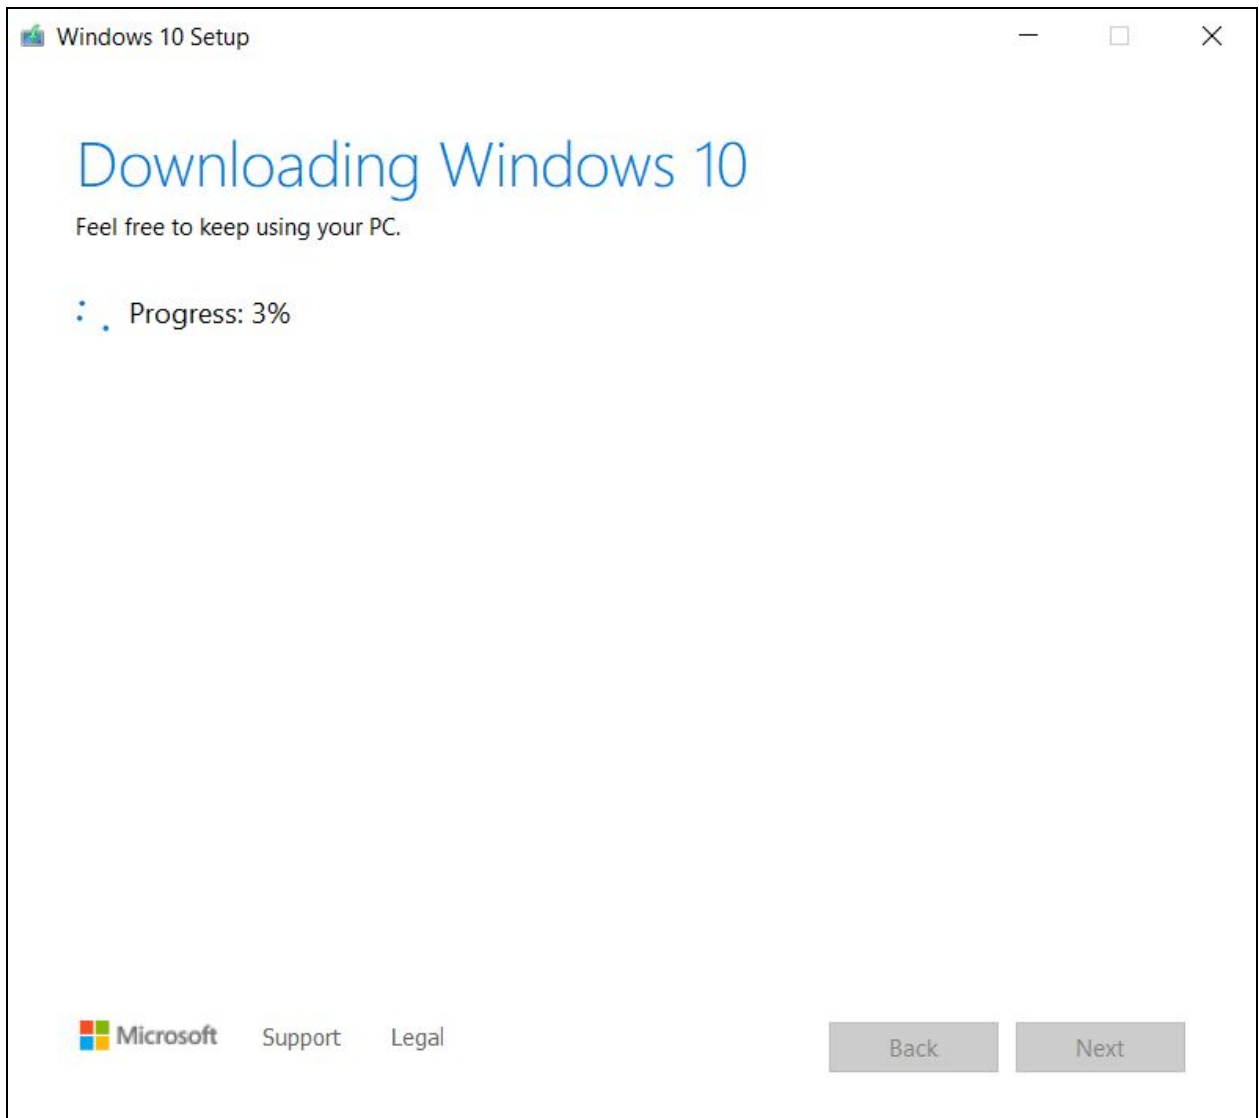 Windows 10 Setup
Downloading Windows 10
Feel free to keep using your PC.
Progress: 3%
Microsoft Support Legal
Back Next